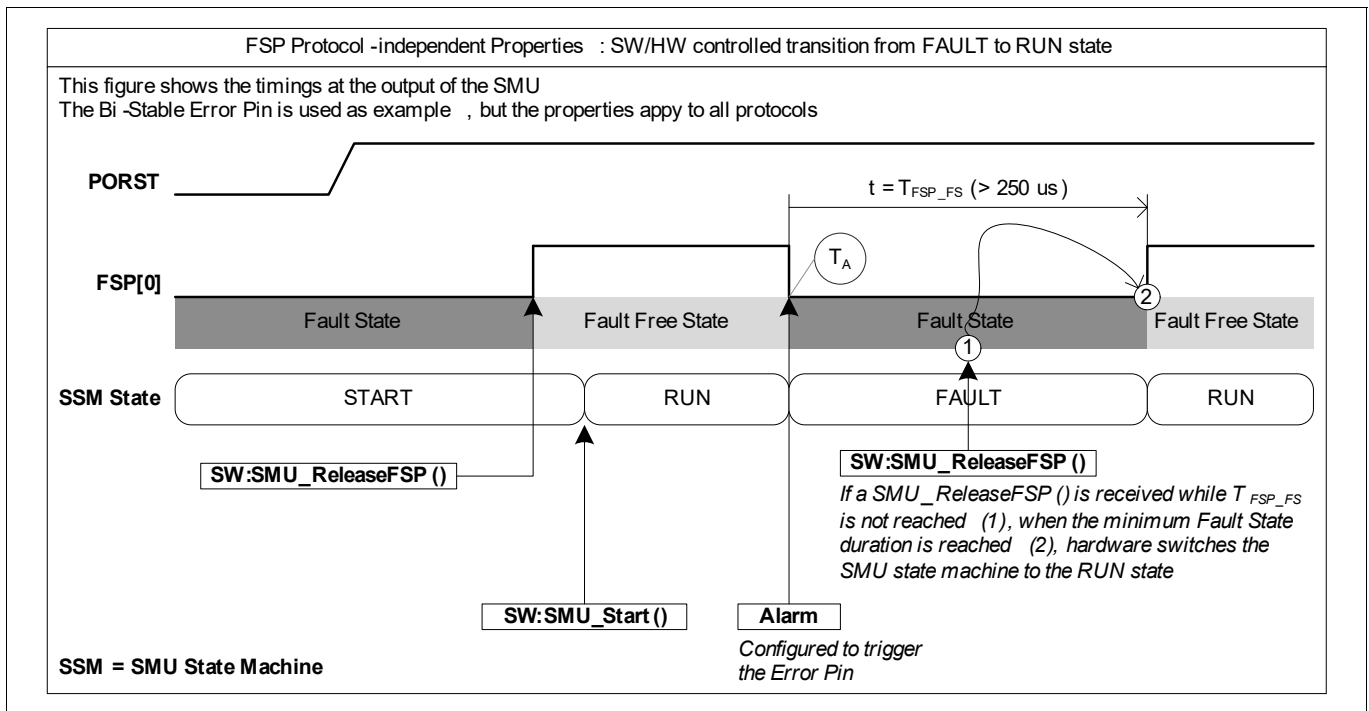 FSP Protocol -independent Properties : SW/HW controlled transition from FAULT to RUN state
This figure shows the timings at the output of the SMU
The Bi -Stable Error Pin is used as example , but the properties appy to all protocols
PORST
t = TFSP_FS (> 250 us)
TA
FSP[0]
2
Fault State
Fault Free State
Fault State
Fault Free State
1
SSM State
START
RUN
FAULT
RUN
SW:SMU_ReleaseFSP ()
SW:SMU_ReleaseFSP ()
If a SMU_ReleaseFSP () is received while T FSP_FS
is not reached (1), when the minimum Fault State
duration is reached (2), hardware switches the
SMU state machine to the RUN state
SW:SMU_Start ()
Alarm
Configured to trigger
the Error Pin
SSM = SMU State Machine